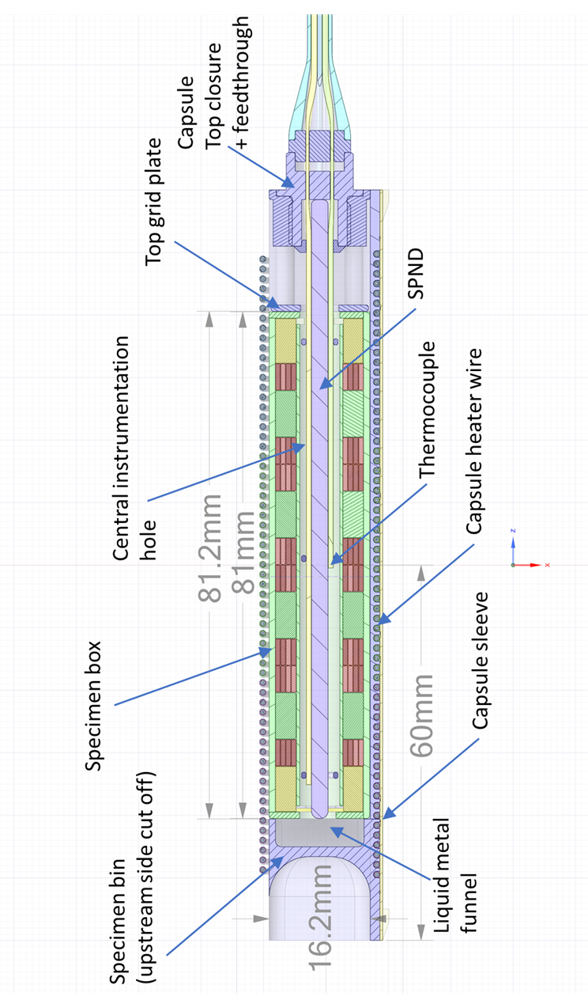 Capsule
Top closure
+ feedthrough
Top grid plate
SPND
Central instrumentation
hole
Thermocouple
81.2mm
81mm
Capsule heater wire
z
x
Specimen box
Capsule sleeve
60mm
Specimen bin
(upstream side cut off)
16.2mm
Liquid metal
funnel